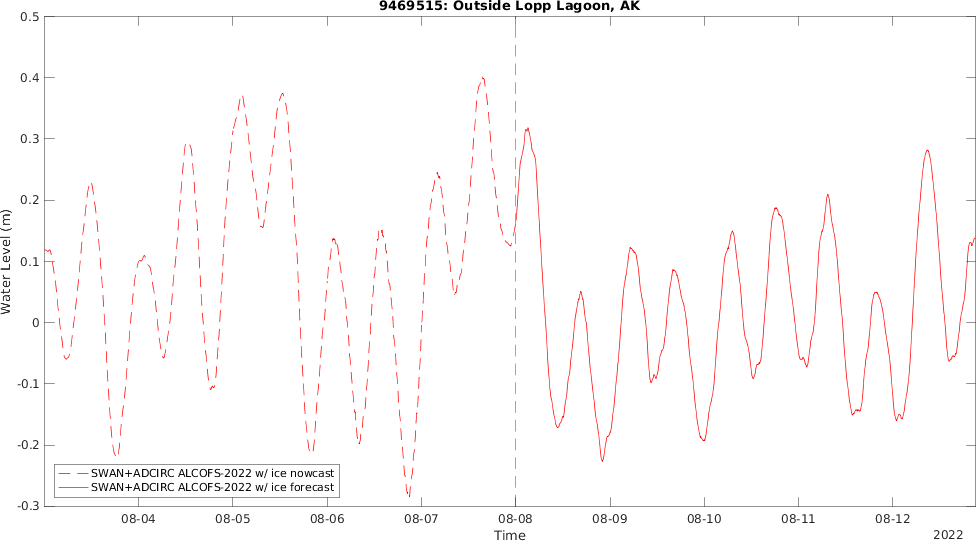 9469515: Outside Lopp Lagoon, AK
0.5
0.4
0.3
0.2
0.1
0
-0.1
-0.2
-0.3
Water Level (m)
SWAN+ADCIRC ALCOFS-2022 w/ ice nowcast
SWAN+ADCIRC ALCOFS-2022 w/ ice forecast
08-04 08-05 08-06 08-07 08-08 08-09 08-10 08-11 08-12
Time
2022